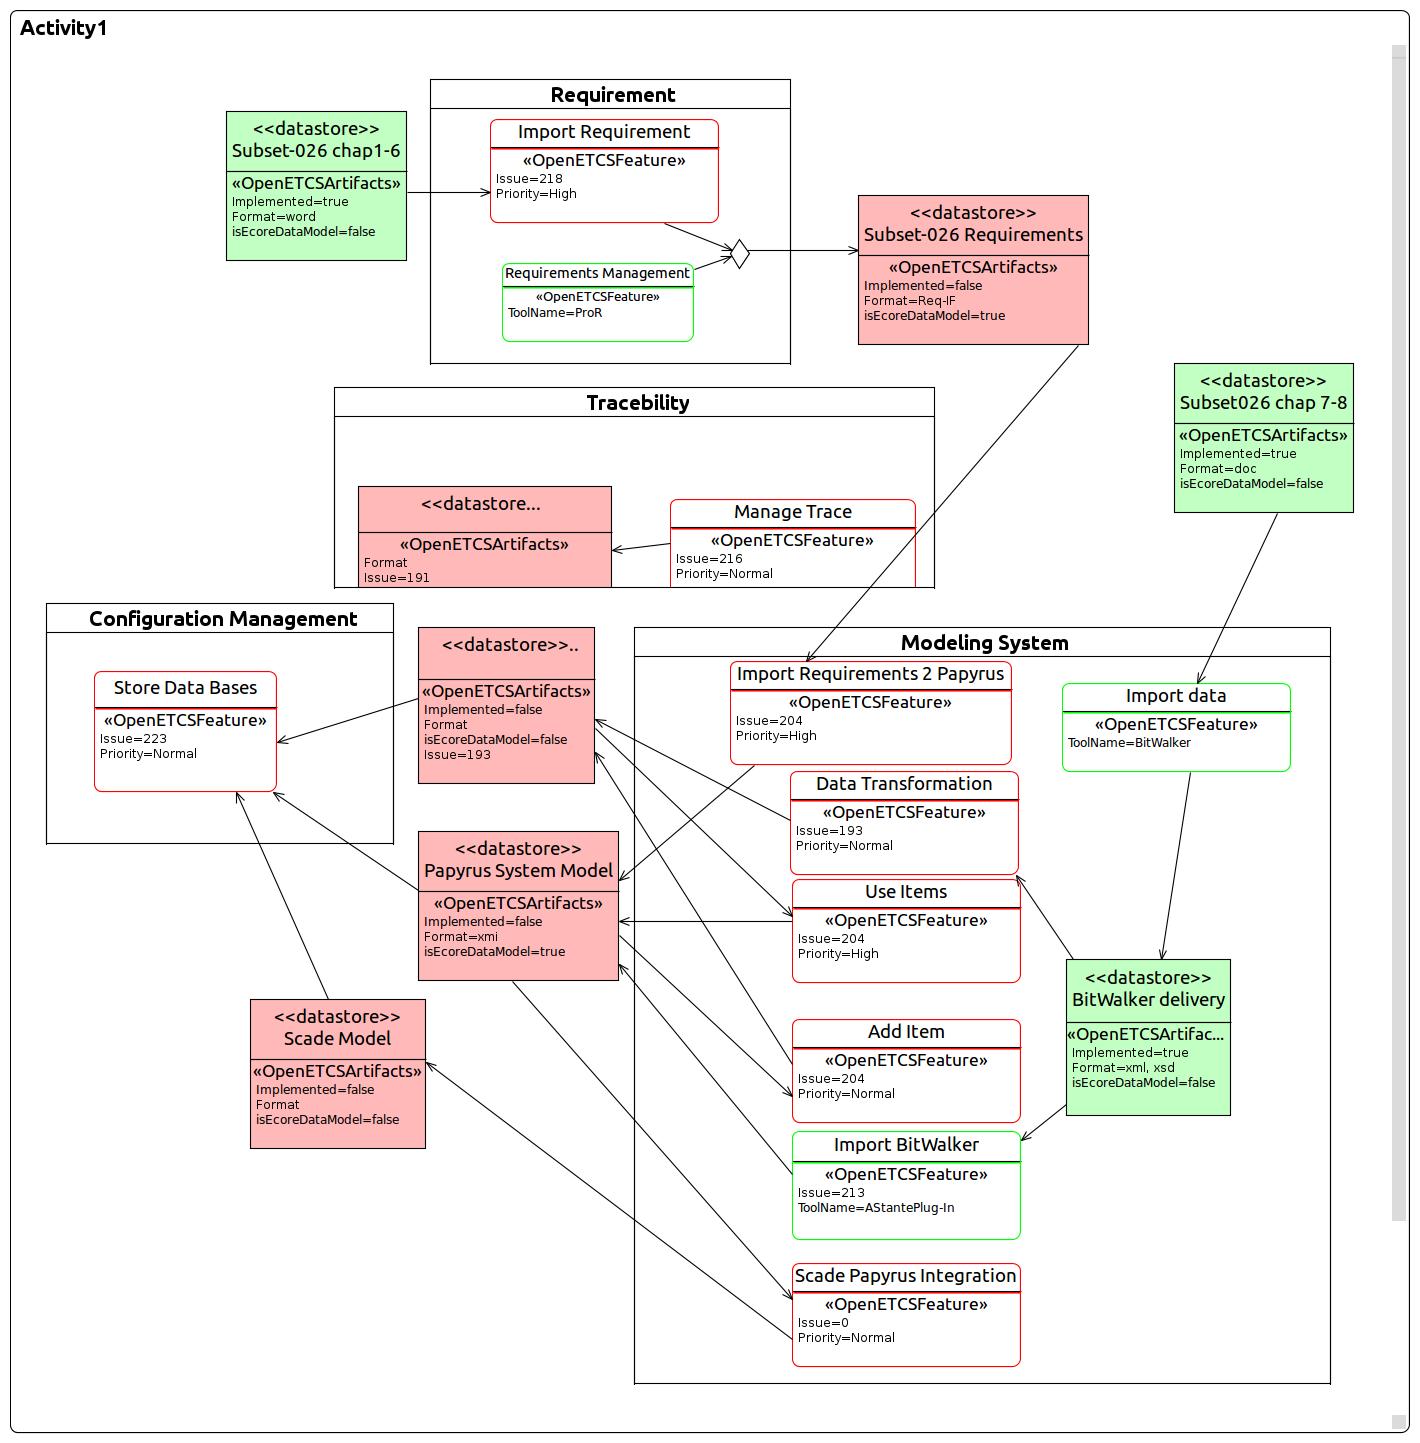 Activity1
Requirement
<<datastore>>
Subset-026 chap1-6
«OpenETCSArtifacts»
Implemented=true
Format=word
isEcoreDataModel=false
Import Requirement
«OpenETCSFeature»
Issue=218
Priority=High
Requirements Management
«OpenETCSFeature»
ToolName=ProR
<<datastore>>
Subset-026 Requirements
«OpenETCSArtifacts»
Implemented=false
Format=Req-IF
isEcoreDataModel=true
<<datastore>>
Subset026 chap 7-8
«OpenETCSArtifacts»
Implemented=true
Format=doc
isEcoreDataModel=false
Tracebility
<<datastore...
«OpenETCSArtifacts»
Format
Issue=191
Manage Trace
«OpenETCSFeature»
Issue=216
Priority=Normal
Configuration Management
Store Data Bases
«OpenETCSFeature»
Issue=223
Priority=Normal
<<datastore>>..
«OpenETCSArtifacts»
Implemented=false
Format
isEcoreDataModel=false
Issue=193
Modeling System
Import Requirements 2 Papyrus
«OpenETCSFeature»
Issue=204
Priority=High
Import data
«OpenETCSFeature»
ToolName=BitWalker
Data Transformation
«OpenETCSFeature»
Issue=193
Priority=Normal
<<datastore>>
Papyrus System Model
«OpenETCSArtifacts»
Implemented=false
Format=xmi
isEcoreDataModel=true
Use Items
«OpenETCSFeature»
Issue=204
Priority=High
<<datastore>>
BitWalker delivery
«OpenETCSArtifac...
Implemented=true
Format=xml, xsd
isEcoreDataModel=false
<<datastore>>
Scade Model
«OpenETCSArtifacts»
Implemented=false
Format
isEcoreDataModel=false
Add Item
«OpenETCSFeature»
Issue=204
Priority=Normal
Import BitWalker
«OpenETCSFeature»
Issue=213
ToolName=AStantePlug-In
Scade Papyrus Integration
«OpenETCSFeature»
Issue=0
Priority=Normal